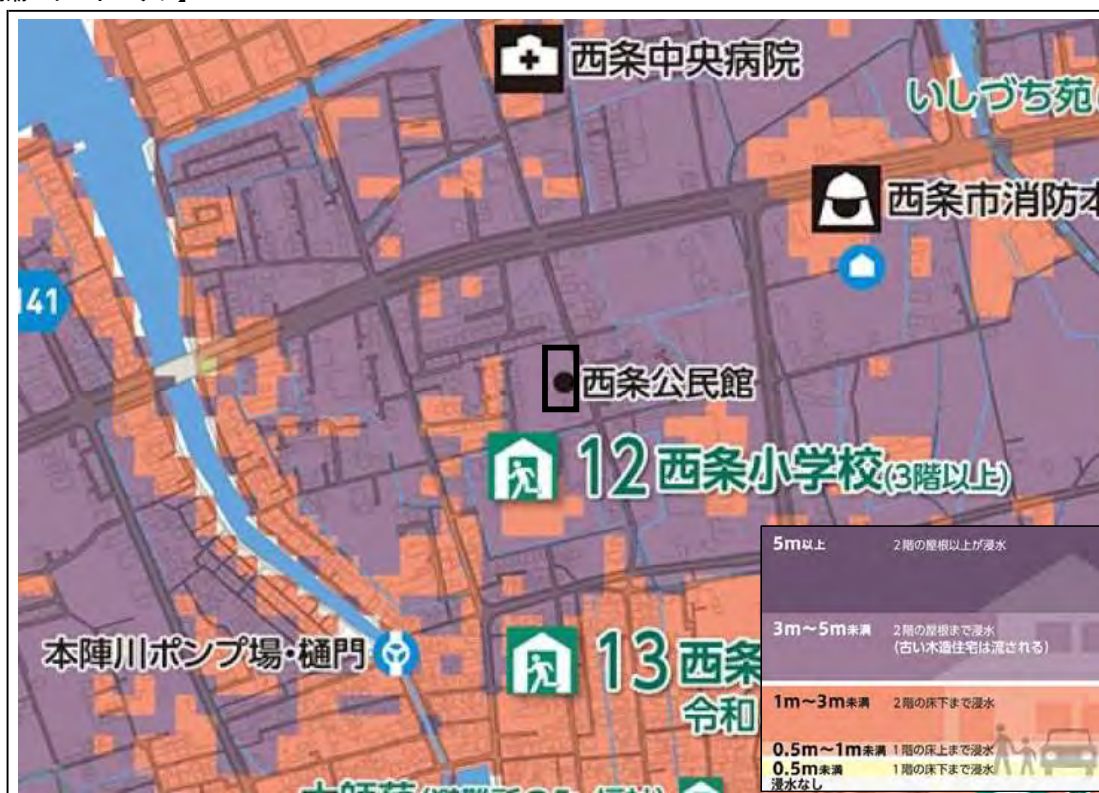 西条中央病院
いしづち苑
西条市消防本
141
西条公民館
12 西条小学校(3階以上)
5m以上 2階の屋根以上が浸水
3m～5m未満 2階の屋根まで浸水
(古い木造住宅は流される)
本陣川ポンプ場・樋門
13 西条
令和
1m～3m未満 2階の床下まで浸水
0.5m～1m未満 1階の床上まで浸水
0.5m未満 1階の床下まで浸水
浸水なし